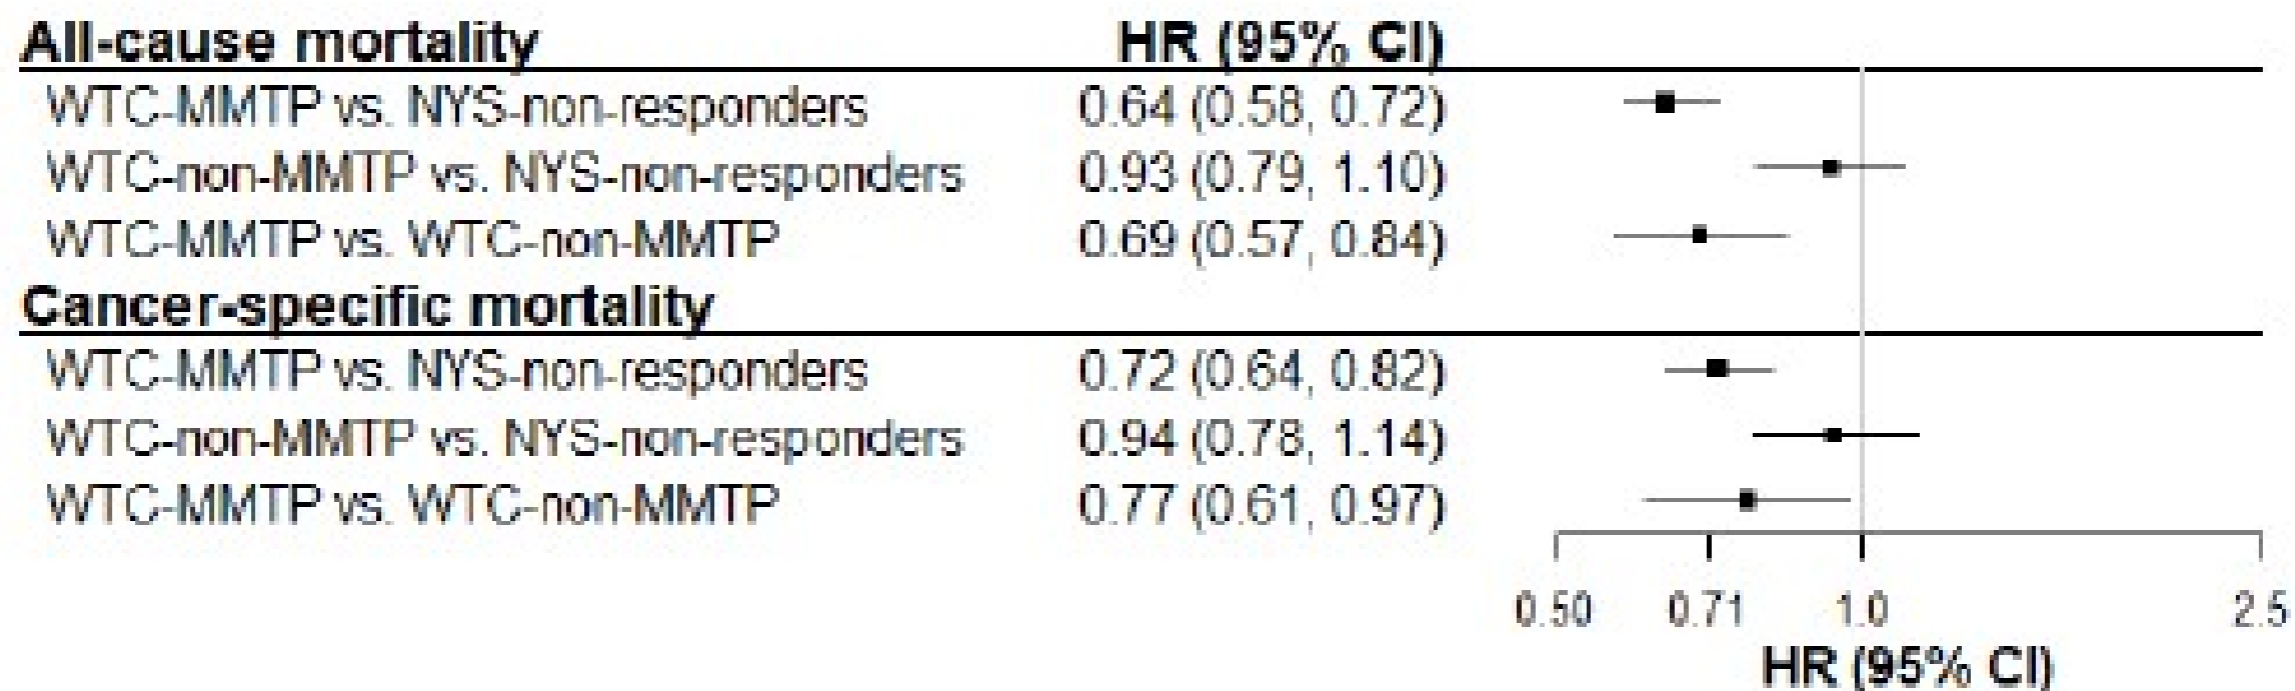 All-cause mortality HR (95% CI)
WTC-MMTP vs. NYS-non-responders 0.64 (0.58, 0.72)
WTC-non-MMTP vs. NYS-non-responders 0.93 (0.79, 1.10)
WTC-MMTP vs. WTC-non-MMTP 0.69 (0.57, 0.84)
Cancer-specific mortality
WTC-MMTP vs. NYS-non-responders 0.72 (0.64, 0.82)
WTC-non-MMTP vs. NYS-non-responders 0.94 (0.78, 1.14)
WTC-MMTP vs. WTC-non-MMTP 0.77 (0.61, 0.97)
0.50 0.71 1.0 2.5
HR (95% CI)